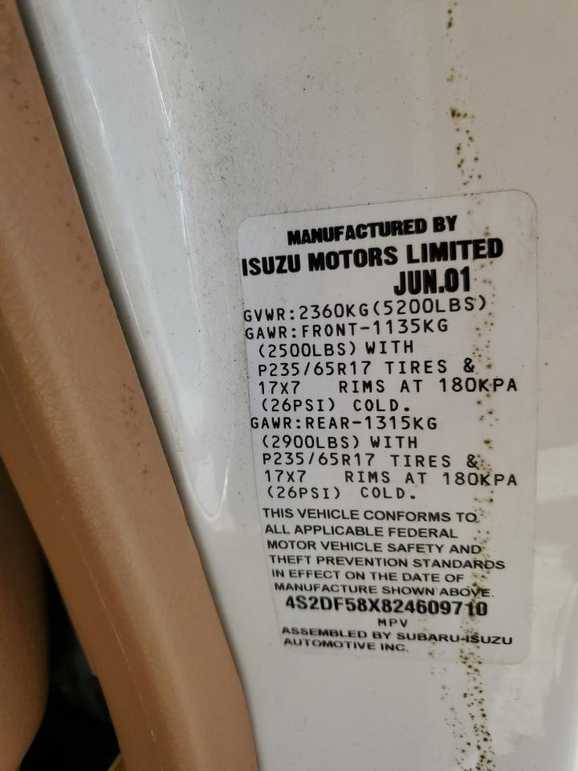 MANUFACTURED BY
ISUZU MOTORS LIMITED
JUN.01
GVWR:2360KG(5200LBS)
GAWR:FRONT-1135KG
(2500LBS) WITH
P235/65R17 TIRES &
17X7 RIMS AT 180KPA
(26PSI) COLD.
GAWR:REAR-1315KG
(2900LBS) WITH
P235/65R17 TIRES &
17X7 RIMS AT 180KPA
(26PSI) COLD.
THIS VEHICLE CONFORMS TO
ALL APPLICABLE FEDERAL
MOTOR VEHICLE SAFETY AND
THEFT PREVENTION STANDARDS
IN EFFECT ON THE DATE OF
MANUFACTURE SHOWN ABOVE.
4S2DF58X824609710
MPV
ASSEMBLED BY SUBARU-ISUZU
AUTOMOTIVE INC.